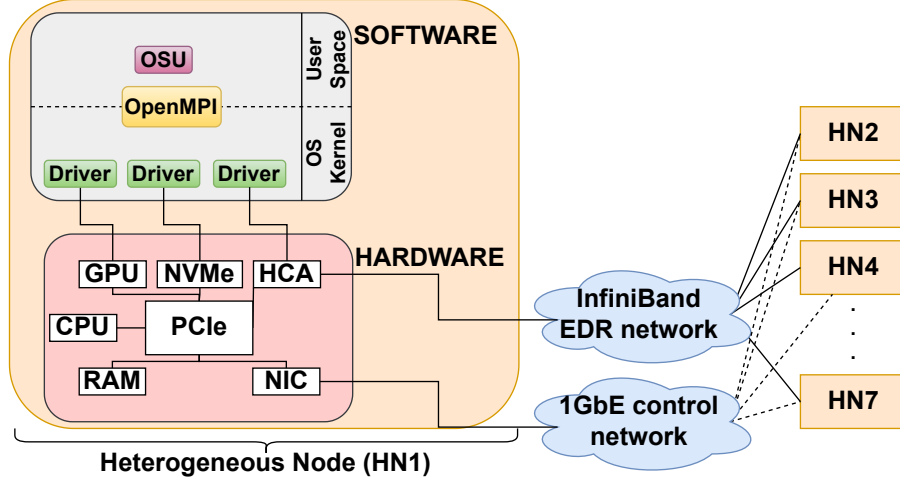 SOFTWARE
OSU
User
Space
OpenMPI
OS
Kernel
Driver
Driver
Driver
HARDWARE
GPU
NVMe
HCA
CPU
PCIe
RAM
NIC
Heterogeneous Node (HN1)
InfiniBand
EDR network
1GbE control
network
HN2
HN3
HN4
.
.
.
HN7